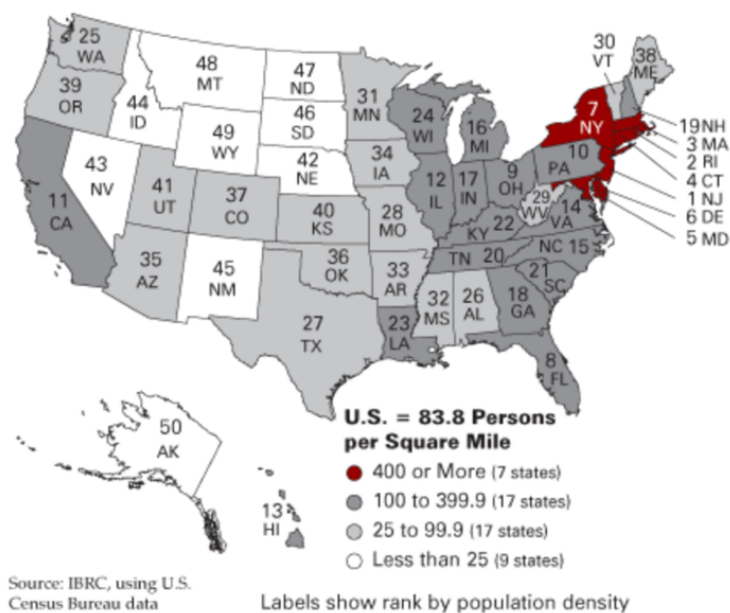 25
WA
39
OR
44
ID
48
MT
47
ND
31
MN
24
WI
16
MI
30
VT
38
ME
7
NY
19 NH
3 MA
2 RI
4 CT
1 NJ
6 DE
5 MD
49
WY
46
SD
42
NE
34
IA
12
IL
17
IN
9
OH
10
PA
29
WV
14
VA
11
CA
43
NV
41
UT
37
CO
40
KS
28
MO
KY 22
NC 15
TN 20
21
SC
35
AZ
45
NM
36
OK
33
AR
32
MS
26
AL
18
GA
27
TX
23
LA
8
FL
50
AK
13
HI
U.S. = 83.8 Persons
per Square Mile
400 or More (7 states)
100 to 399.9 (17 states)
25 to 99.9 (17 states)
Less than 25 (9 states)
Source: IBRC, using U.S.
Census Bureau data
Labels show rank by population density